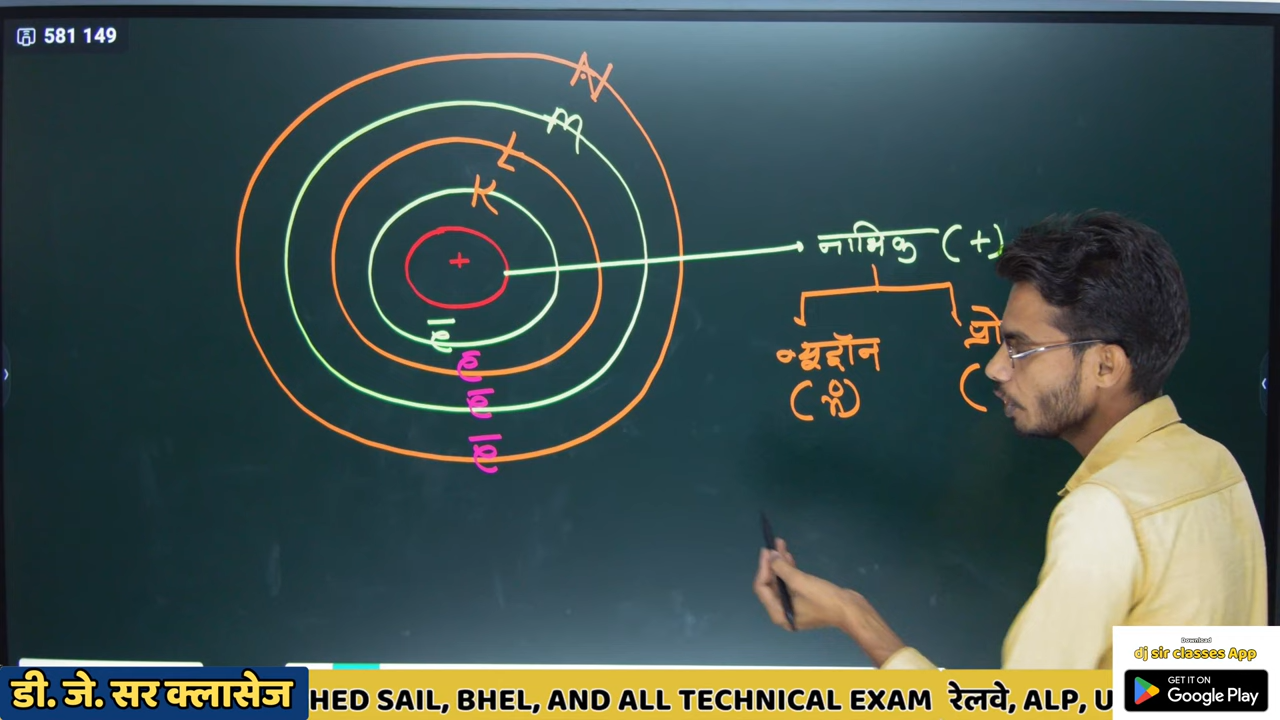 581 149
N
M
L
K
+
नाभिक (+)
न्यूट्रॉन
डी. जे. सर क्लासेज
HED SAIL, BHEL, AND ALL TECHNICAL EXAM रेलवे, ALP, U
Download
dj sir classes App
GET IT ON
Google Play